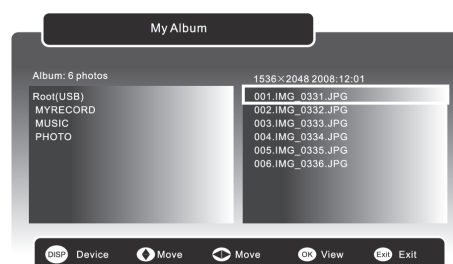 My Album
Album: 6 photos
1536×2048 2008:12:01
Root(USB)
MYRECORD
MUSIC
PHOTO
001.IMG_0331.JPG
002.IMG_0332.JPG
003.IMG_0333.JPG
004.IMG_0334.JPG
005.IMG_0335.JPG
006.IMG_0336.JPG
DISP Device Move Move OK View Exit Exit